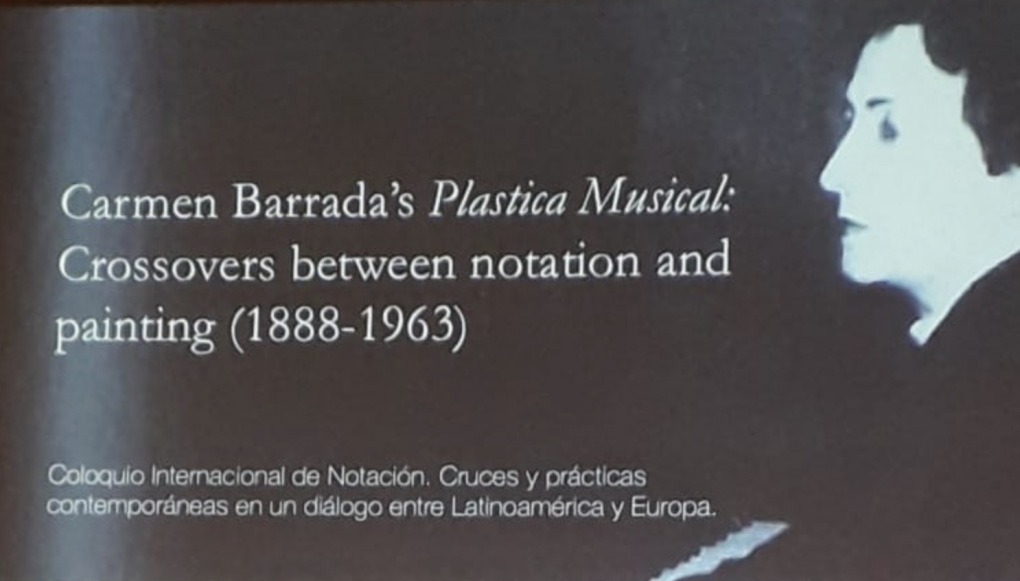 Carmen Barrada's Plastica Musical:
Crossovers between notation and
painting (1888-1963)
Coloquio Internacional de Notación. Cruces y prácticas
contemporáneas en un diálogo entre Latinoamérica y Europa.